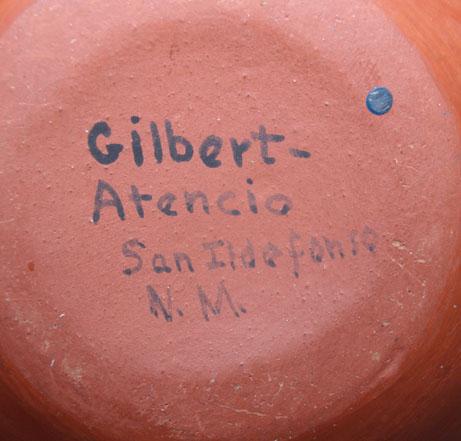 Gilbert-
Atencio
San Ildefonso
N. M.